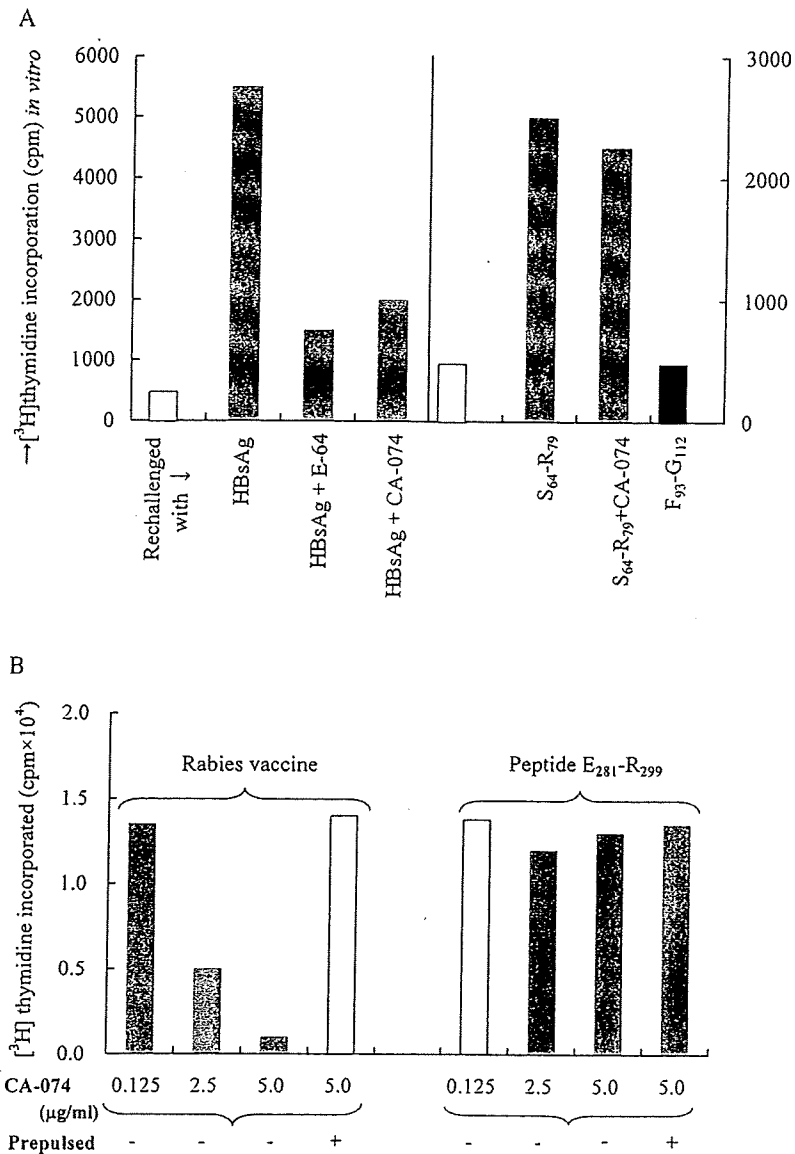 A
→[³H]thymidine incorporation (cpm) in vitro
6000
5000
4000
3000
2000
1000
0
3000
2000
1000
0
Rechallenged
with ↓
HBsAg
HBsAg + E-64
HBsAg + CA-074
S₆₄-R₇₉
S₆₄-R₇₉+CA-074
F₉₃-G₁₁₂
B
[³H] thymidine incorporated (cpm×10⁴)
2.0
1.5
1.0
0.5
0.0
Rabies vaccine
Peptide E₂₈₁-R₂₉₉
CA-074 0.125 2.5 5.0 5.0 0.125 2.5 5.0 5.0
(µg/ml)
Prepulsed - - - + - - - +